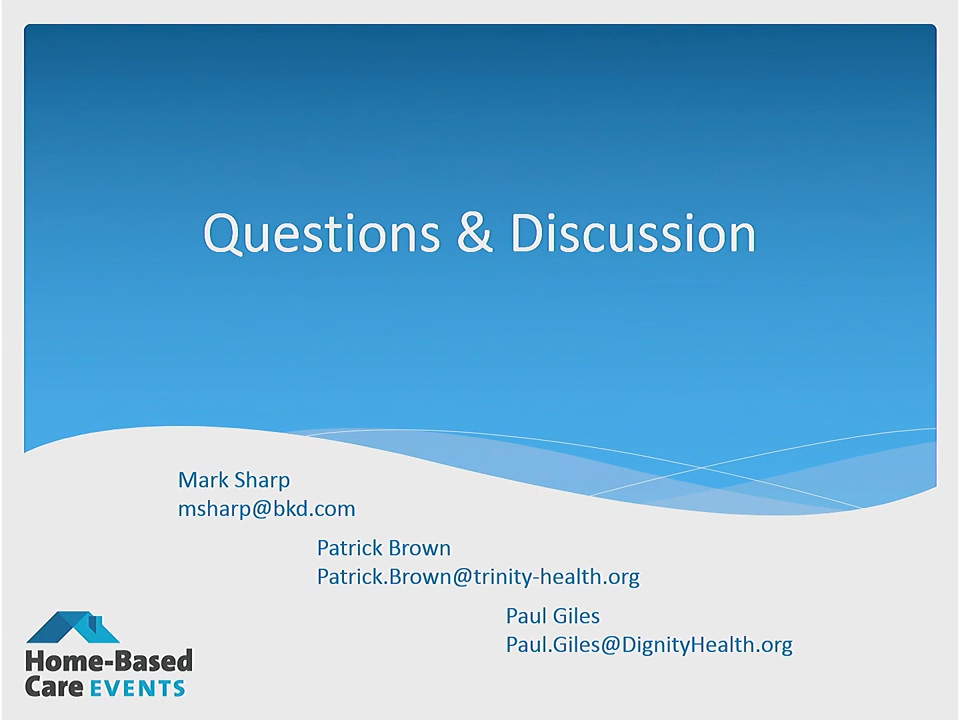 Questions & Discussion
Mark Sharp
msharp@bkd.com
Patrick Brown
Patrick.Brown@trinity-health.org
Paul Giles
Paul.Giles@DignityHealth.org
Home-Based
Care EVENTS